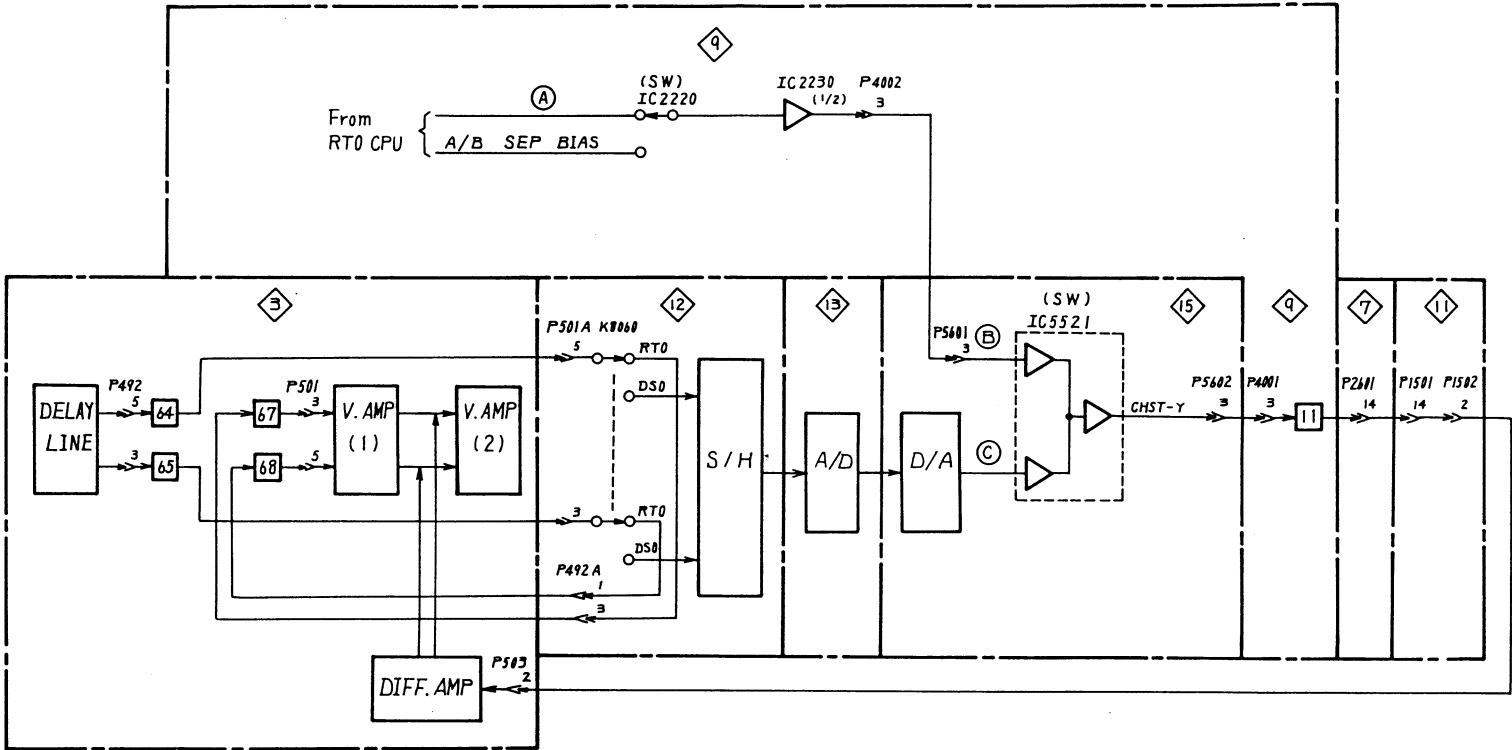 9
(SW)
IC2220
IC2230
(1/2)
P4002
3
A
From
RTO CPU
A/B SEP BIAS
3
12
13
15
9
7
11
(SW)
IC5521
P501A K8060
5
RTO
DSO
P5601
3
B
P492
5
64
67
P501
3
DELAY
LINE
3
65
68
5
V. AMP
(1)
V. AMP
(2)
S/H
A/D
D/A
C
CHST-Y
P5602
3
P4001
3
11
P2601
14
P1501
14
P1502
2
3
RTO
DSO
P492A
1
3
DIFF. AMP
P503
2